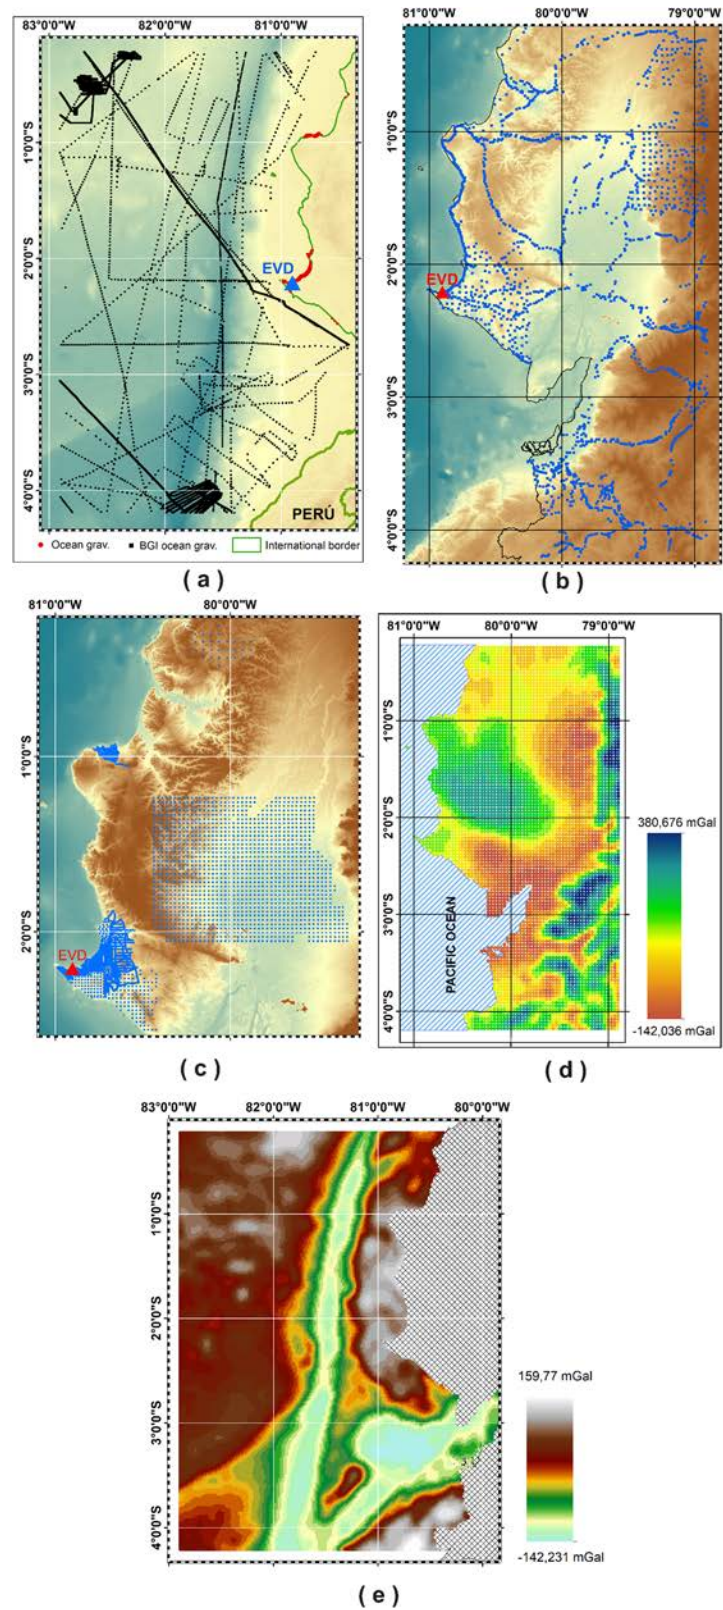 83°0'0"W 82°0'0"W 81°0'0"W
1°0'0"S
2°0'0"S
3°0'0"S
4°0'0"S
EVD
PERÚ
Ocean grav. BGI ocean grav. International border
( a )
81°0'0"W 80°0'0"W 79°0'0"W
1°0'0"S
2°0'0"S
3°0'0"S
4°0'0"S
EVD
( b )
81°0'0"W 80°0'0"W
1°0'0"S
2°0'0"S
EVD
( c )
81°0'0"W 80°0'0"W 79°0'0"W
1°0'0"S
2°0'0"S
3°0'0"S
4°0'0"S
PACIFIC OCEAN
380,676 mGal
-142,036 mGal
( d )
83°0'0"W 82°0'0"W 81°0'0"W 80°0'0"W
1°0'0"S
2°0'0"S
3°0'0"S
4°0'0"S
159,77 mGal
-142,231 mGal
( e )